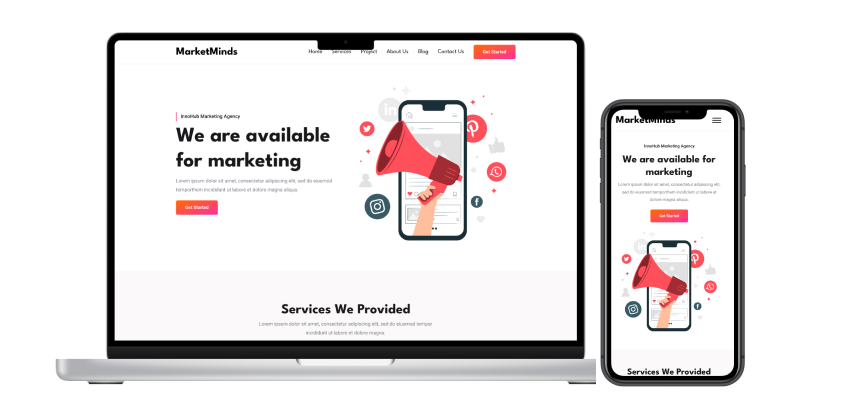 MarketMinds
Home Services Project About Us Blog Contact Us Get Started
InnoHub Marketing Agency
We are available
for marketing
Lorem ipsum dolor sit amet, consectetur adipiscing elit, sed do eiusmod
temporthem incididunt ut labore et dolore magna aliqua.
Get Started
in
Services We Provided
Lorem ipsum dolor sit amet, consectetur adipiscing elit, sed do eiusmod tempor
incididunt ut labore et dolore magna.
MarketMinds
InnoHub Marketing Agency
We are available for
marketing
Lorem ipsum dolor sit amet, consectetur adipiscing
elit, sed do eiusmod temporthem incididunt ut labore et
dolore magna aliqua.
Get Started
in
Services We Provided